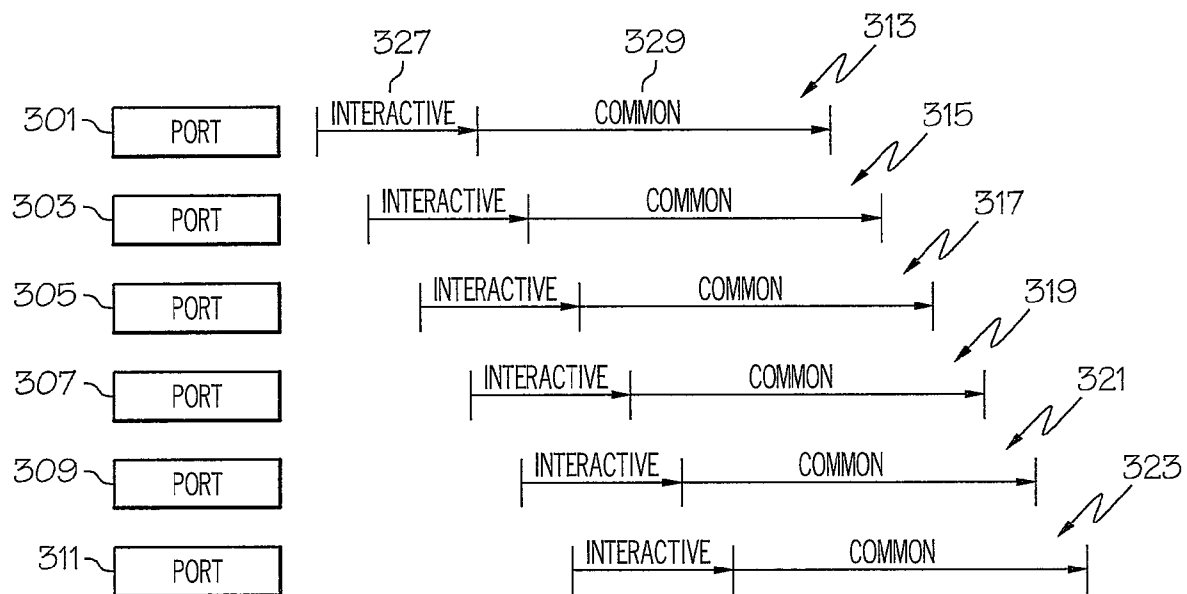 327 329 313
301 PORT INTERACTIVE COMMON
315
303 PORT INTERACTIVE COMMON
317
305 PORT INTERACTIVE COMMON
319
307 PORT INTERACTIVE COMMON
321
309 PORT INTERACTIVE COMMON
323
311 PORT INTERACTIVE COMMON